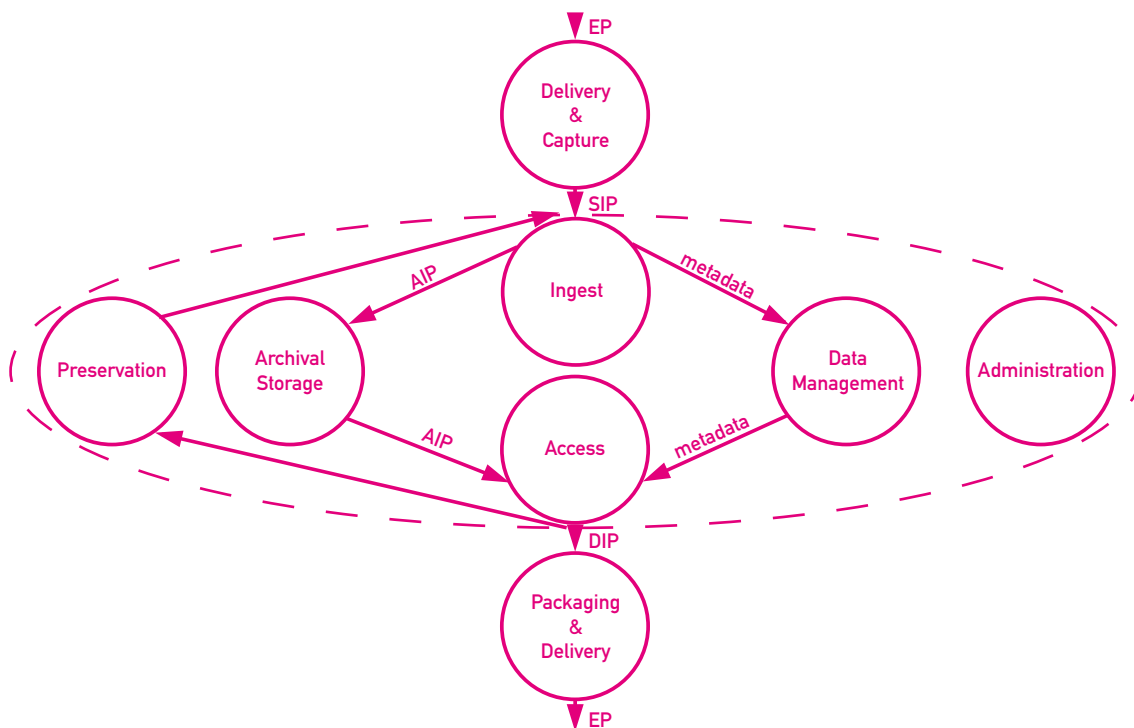 EP
Delivery
&
Capture
SIP
Ingest
AIP
metadata
Preservation
Archival
Storage
Data
Management
Administration
AIP
metadata
Access
DIP
Packaging
&
Delivery
EP